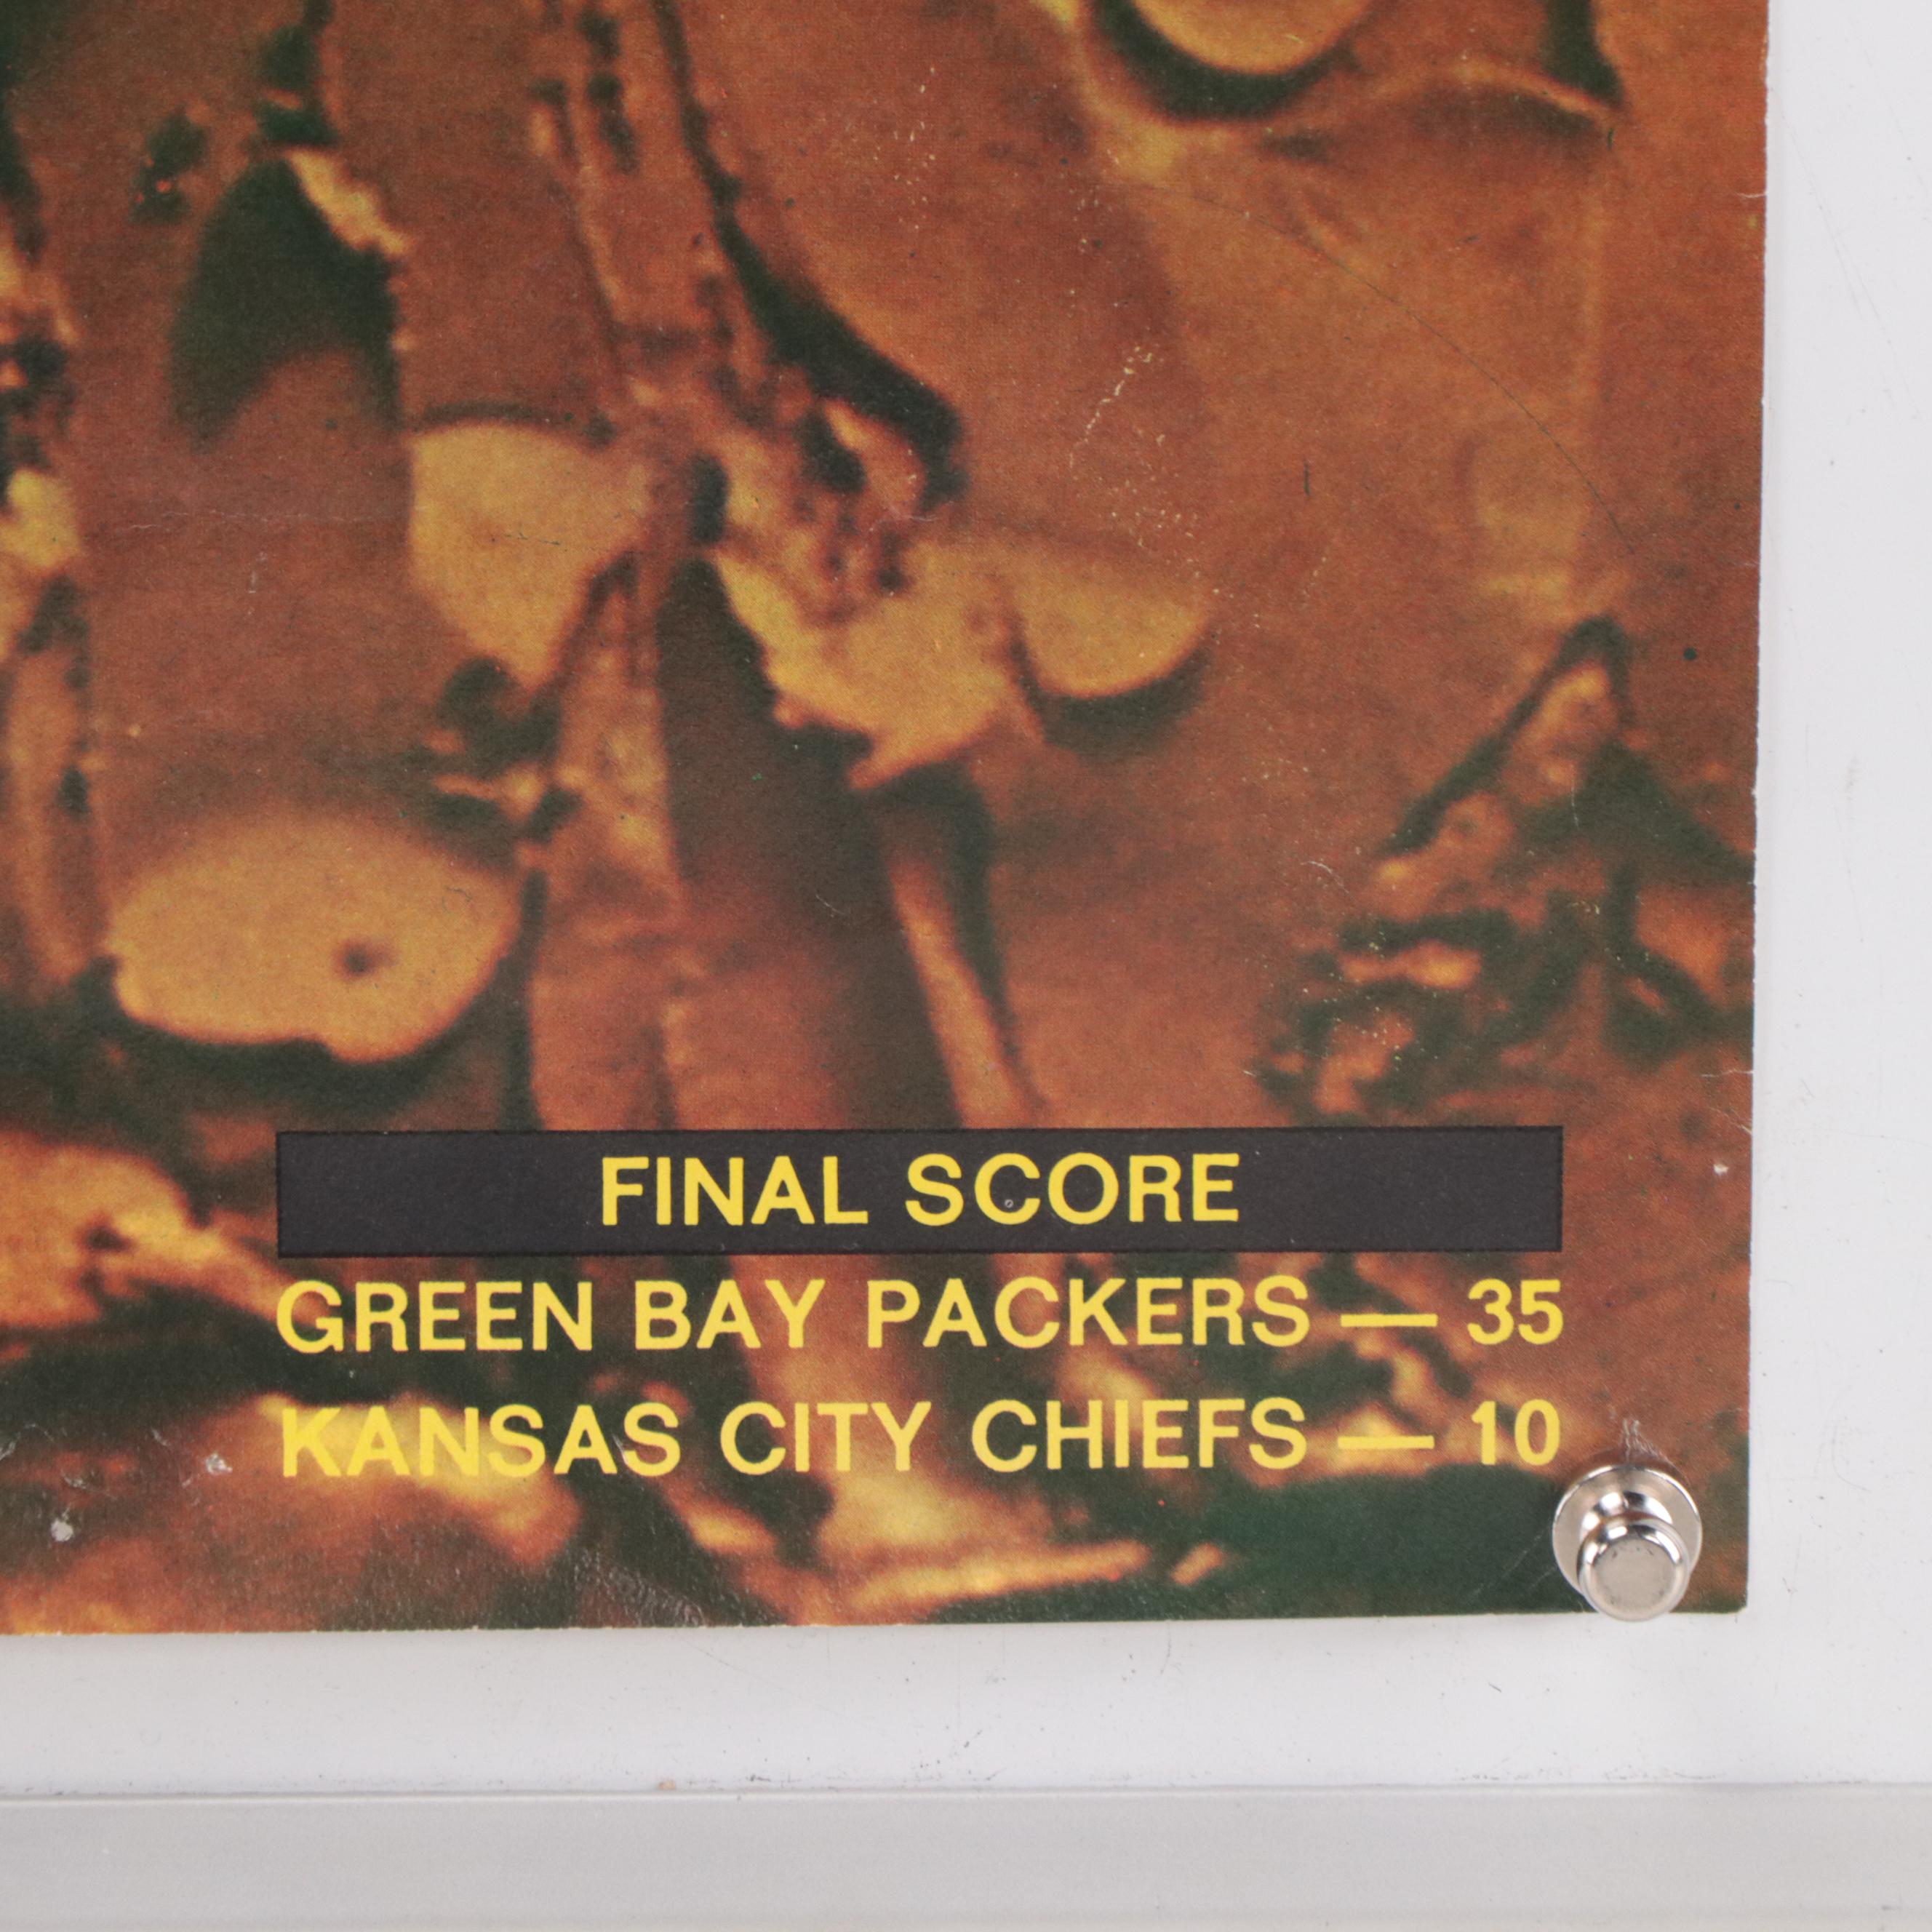 FINAL SCORE
GREEN BAY PACKERS — 35
KANSAS CITY CHIEFS — 10